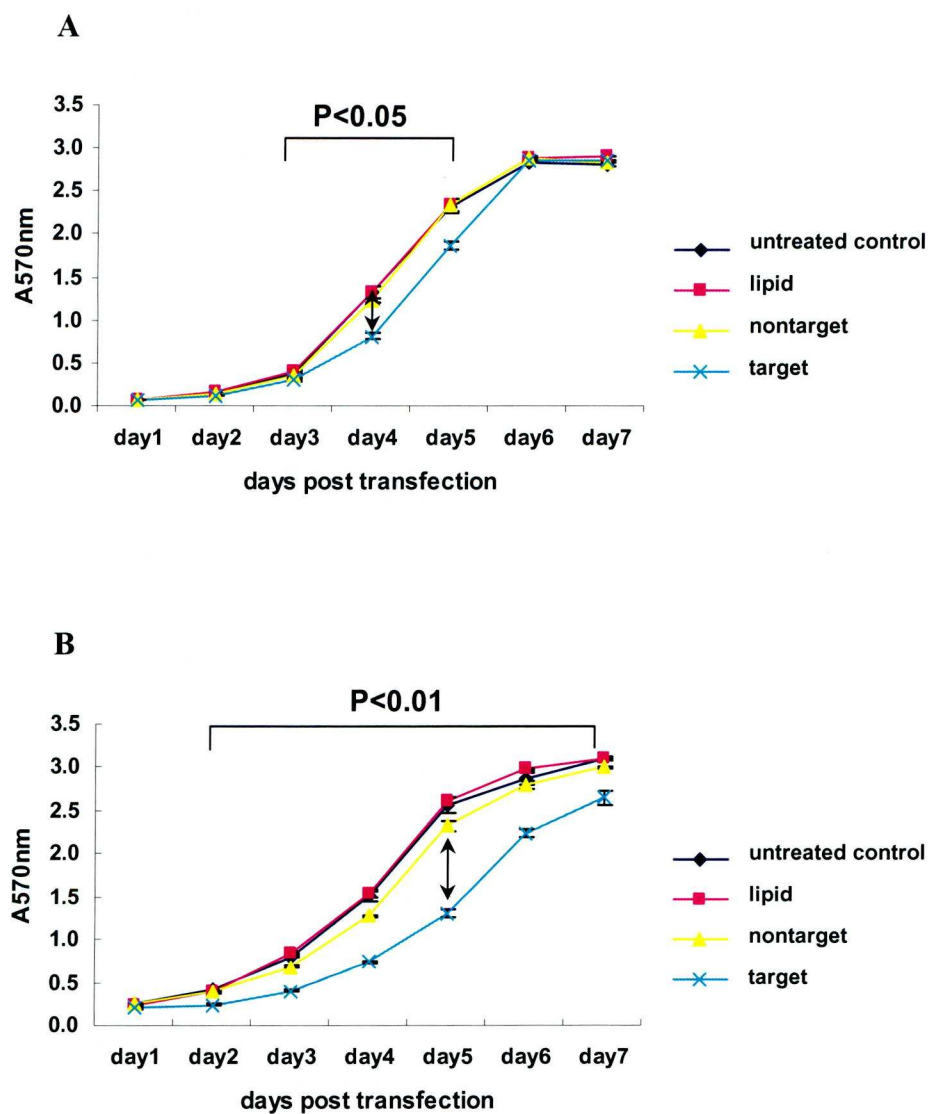 A
P<0.05
3.5
3.0
2.5
2.0
1.5
1.0
0.5
0.0
A570nm
day1 day2 day3 day4 day5 day6 day7
days post transfection
untreated control
lipid
nontarget
target
B
P<0.01
3.5
3.0
2.5
2.0
1.5
1.0
0.5
0.0
A570nm
day1 day2 day3 day4 day5 day6 day7
days post transfection
untreated control
lipid
nontarget
target